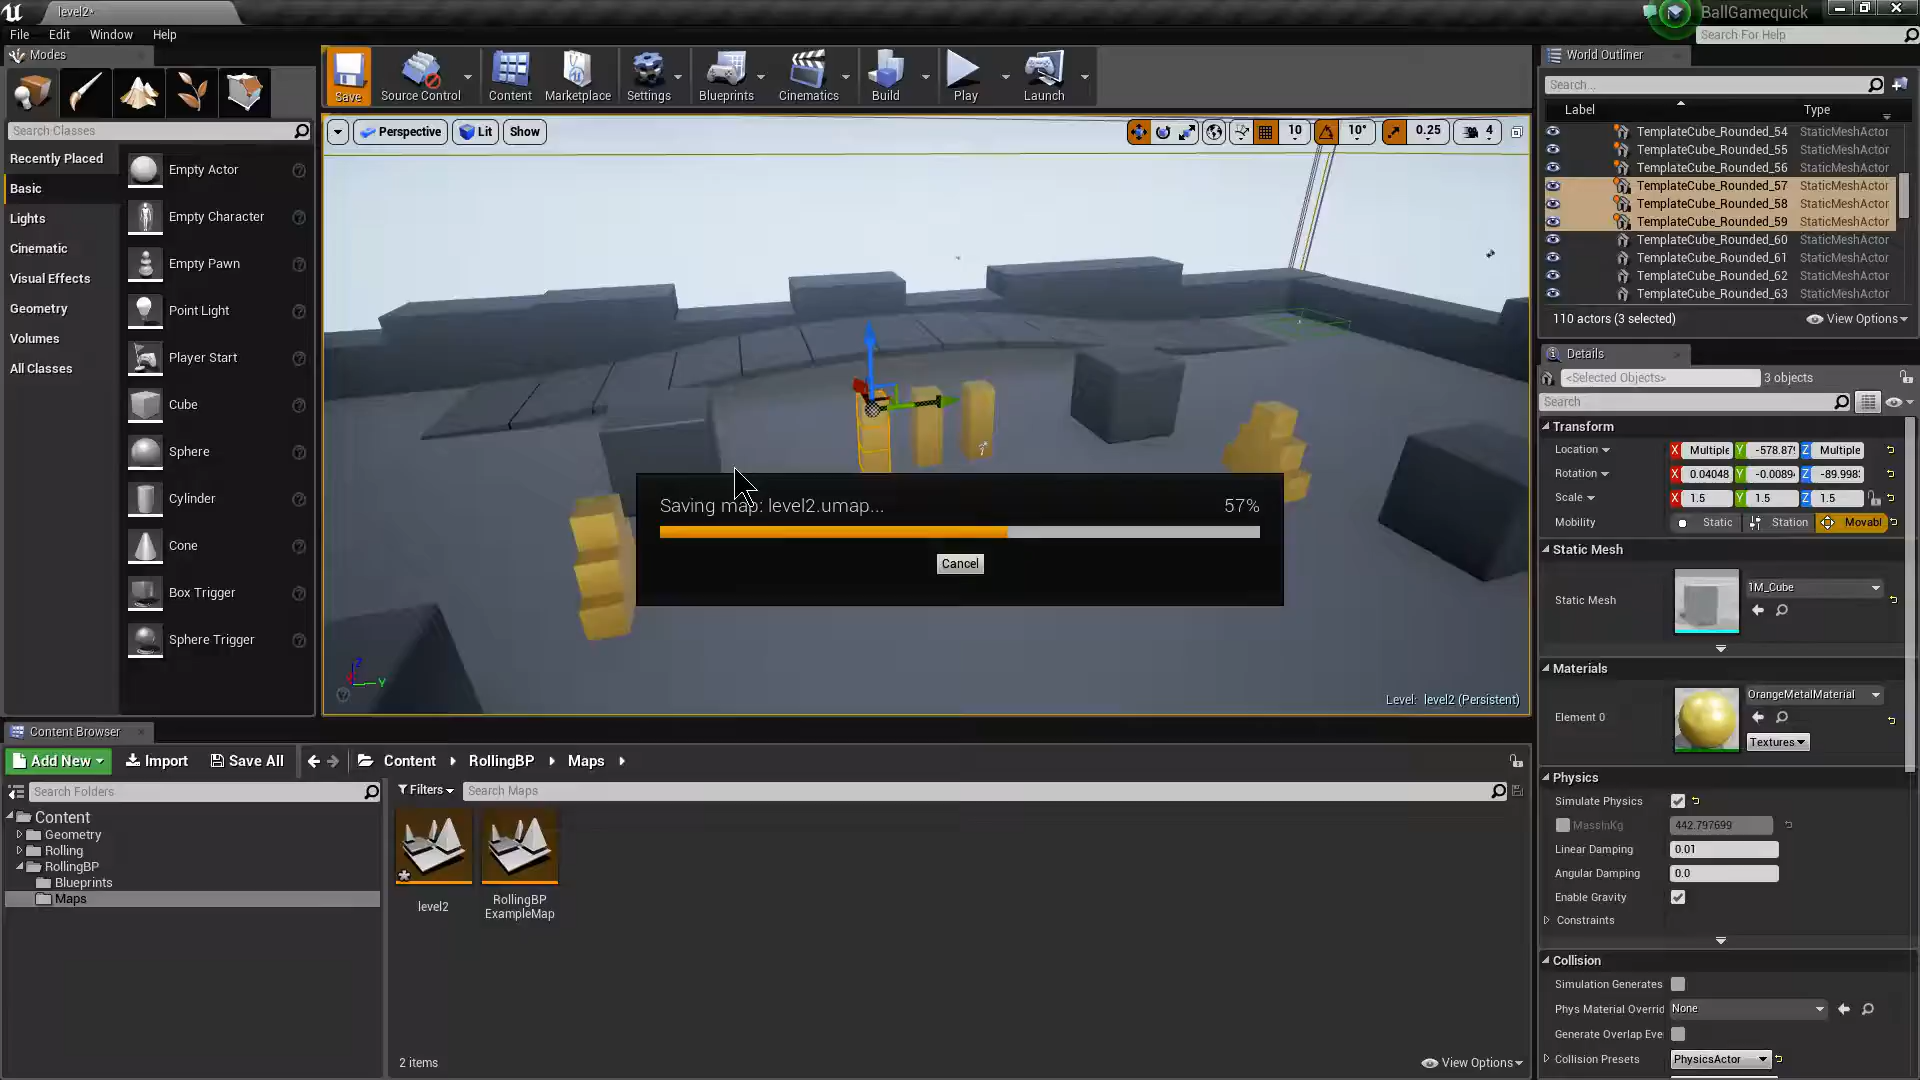 level2*
BallGamequick
File Edit Window Help
Search For Help
Modes
Search Classes
Recently Placed
Basic
Lights
Cinematic
Visual Effects
Geometry
Volumes
All Classes
Empty Actor
Empty Character
Empty Pawn
Point Light
Player Start
Cube
Sphere
Cylinder
Cone
Box Trigger
Sphere Trigger
Save Source Control Content Marketplace Settings Blueprints Cinematics Build Play Launch
Perspective Lit Show
10 10° 0.25 4
Saving map: level2.umap... 57%
Cancel
Level: level2 (Persistent)
World Outliner
Search...
Label Type
TemplateCube_Rounded_54 StaticMeshActor
TemplateCube_Rounded_55 StaticMeshActor
TemplateCube_Rounded_56 StaticMeshActor
TemplateCube_Rounded_57 StaticMeshActor
TemplateCube_Rounded_58 StaticMeshActor
TemplateCube_Rounded_59 StaticMeshActor
TemplateCube_Rounded_60 StaticMeshActor
TemplateCube_Rounded_61 StaticMeshActor
TemplateCube_Rounded_62 StaticMeshActor
TemplateCube_Rounded_63 StaticMeshActor
110 actors (3 selected) View Options
Details
<Selected Objects> 3 objects
Search
Transform
Location X Multiple Y -578.87 Z Multiple
Rotation X 0.04048 Y -0.0089 Z -89.998
Scale X 1.5 Y 1.5 Z 1.5
Mobility Static Station Movabl
Static Mesh
Static Mesh 1M_Cube
Materials
Element 0 OrangeMetalMaterial
Textures
Physics
Simulate Physics
MassInKg 442.797699
Linear Damping 0.01
Angular Damping 0.0
Enable Gravity
Constraints
Collision
Simulation Generates
Phys Material Overrid None
Generate Overlap Eve
Collision Presets PhysicsActor
Content Browser
Add New Import Save All Content RollingBP Maps
Search Folders
Filters Search Maps
Content
Geometry
Rolling
RollingBP
Blueprints
Maps
level2
RollingBP
ExampleMap
2 items View Options